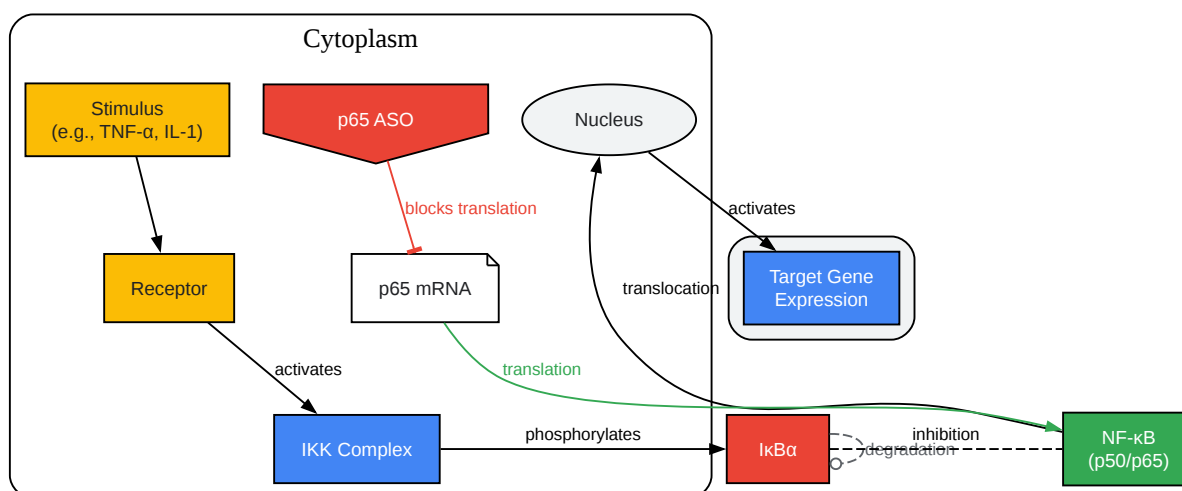 Cytoplasm
Stimulus
(e.g., TNF-α, IL-1)
p65 ASO
Nucleus
blocks translation
activates
Receptor
p65 mRNA
translocation
Target Gene
Expression
activates
translation
IKK Complex
phosphorylates
IκBα
inhibition
degradation
NF-κB
(p50/p65)